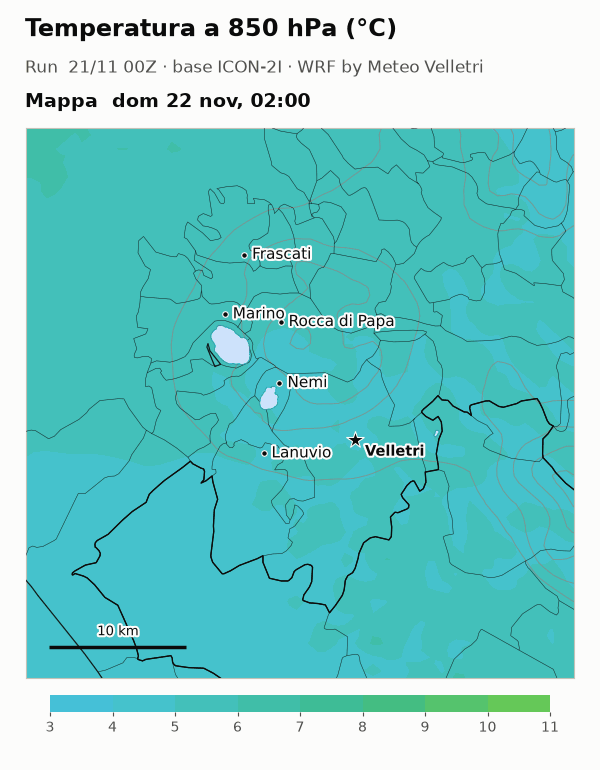 Temperatura a 850 hPa (°C)
Run  21/11 00Z · base ICON-2I · WRF by Meteo Velletri
Mappa  dom 22 nov, 02:00
Frascati
Marino
Rocca di Papa
Nemi
Velletri
Lanuvio
10 km
3 4 5 6 7 8 9 10 11